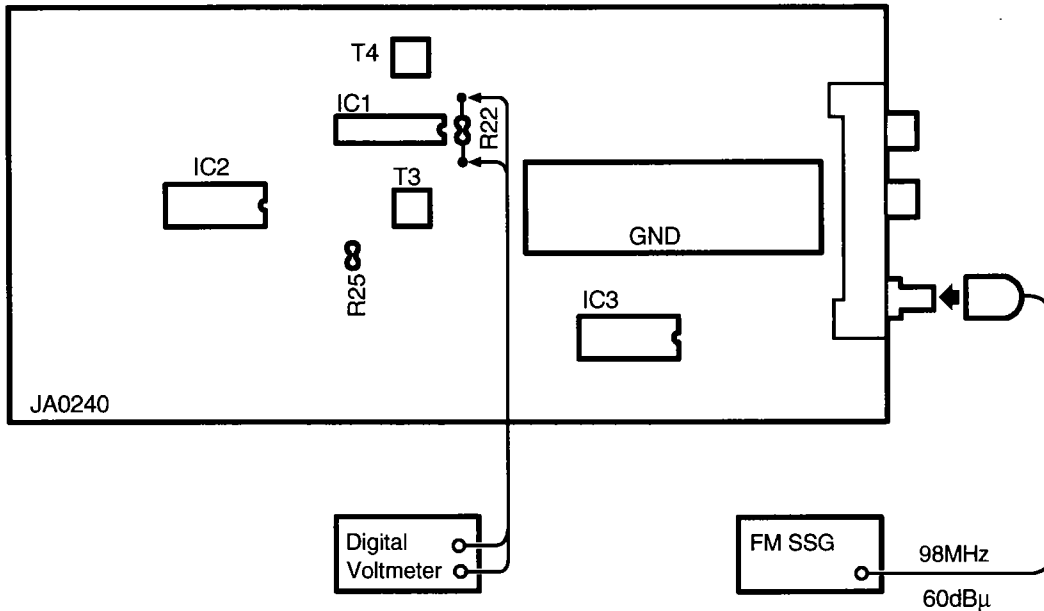 T4
IC1
R22
IC2
T3
GND
R25
IC3
JA0240
Digital
Voltmeter
FM SSG
98MHz
60dBμ